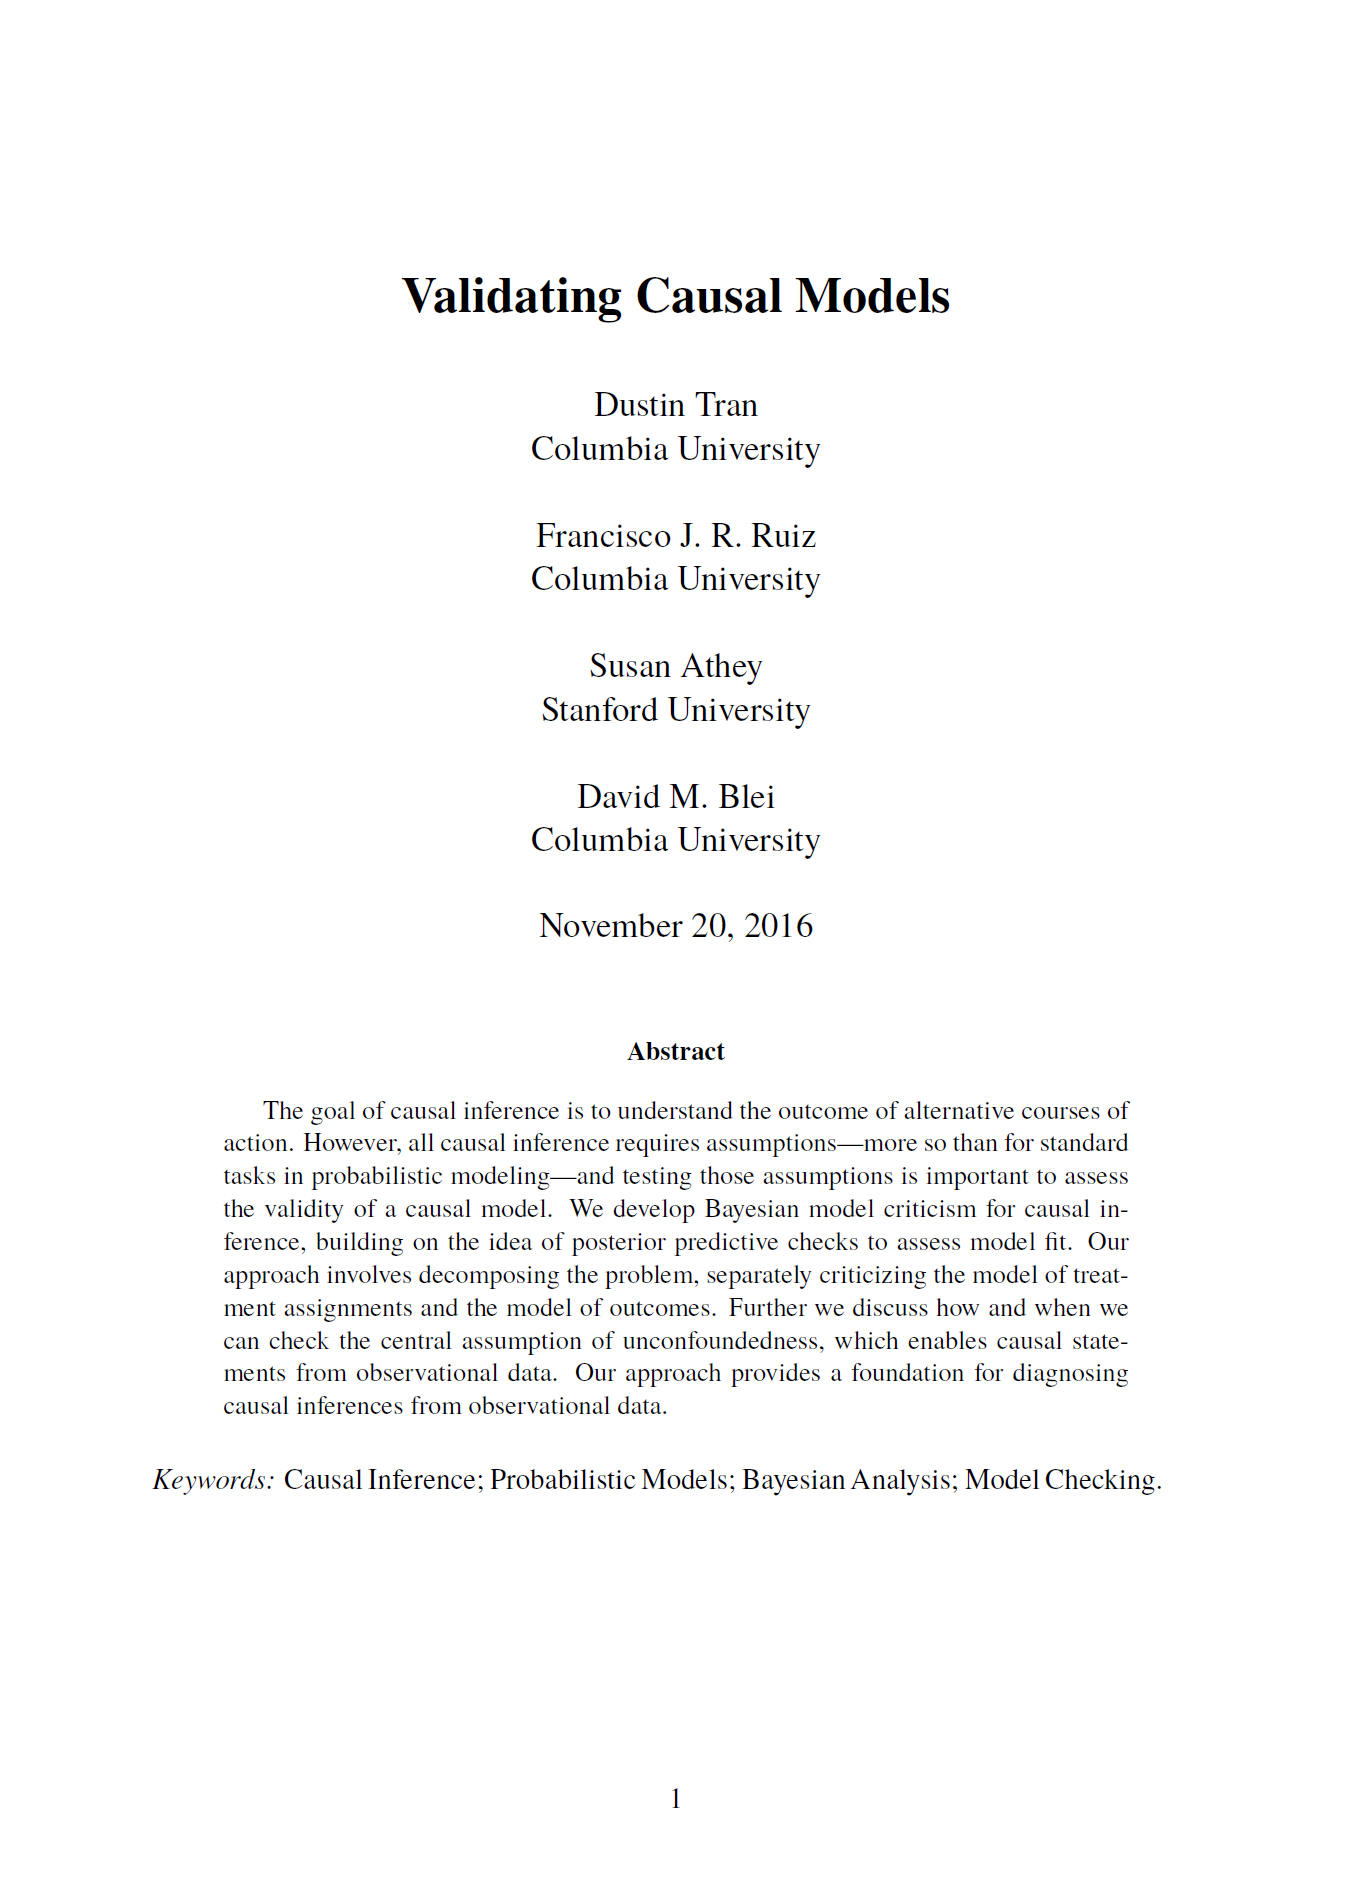 Validating Causal Models
Dustin Tran
Columbia University
Francisco J. R. Ruiz
Columbia University
Susan Athey
Stanford University
David M. Blei
Columbia University
November 20, 2016
Abstract
The goal of causal inference is to understand the outcome of alternative courses of
action. However, all causal inference requires assumptions—more so than for standard
tasks in probabilistic modeling—and testing those assumptions is important to assess
the validity of a causal model. We develop Bayesian model criticism for causal in-
ference, building on the idea of posterior predictive checks to assess model fit. Our
approach involves decomposing the problem, separately criticizing the model of treat-
ment assignments and the model of outcomes. Further we discuss how and when we
can check the central assumption of unconfoundedness, which enables causal state-
ments from observational data. Our approach provides a foundation for diagnosing
causal inferences from observational data.
Keywords: Causal Inference; Probabilistic Models; Bayesian Analysis; Model Checking.
1